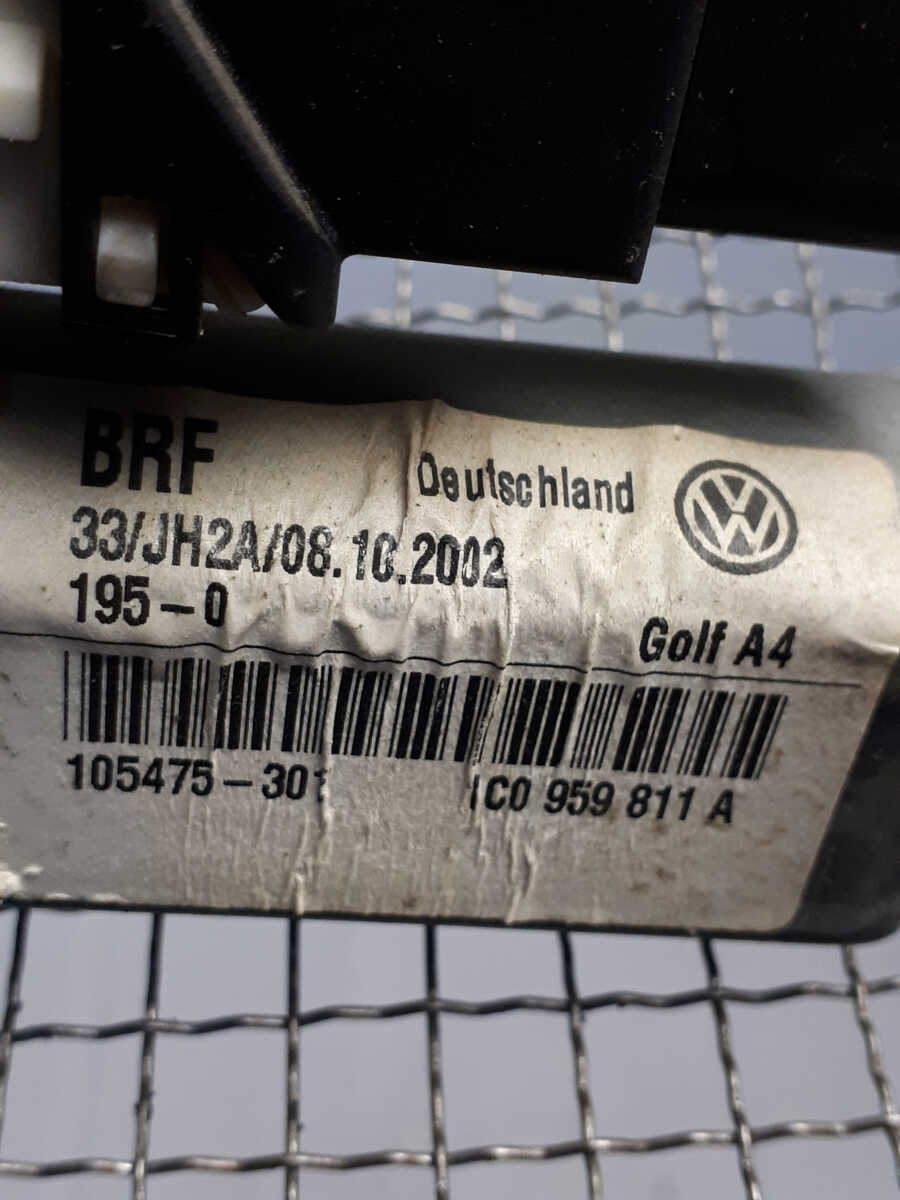 BRF
Deutschland
33/JH2A/08.10.2002
195-0
Golf A4
105475-301
1C0 959 811 A